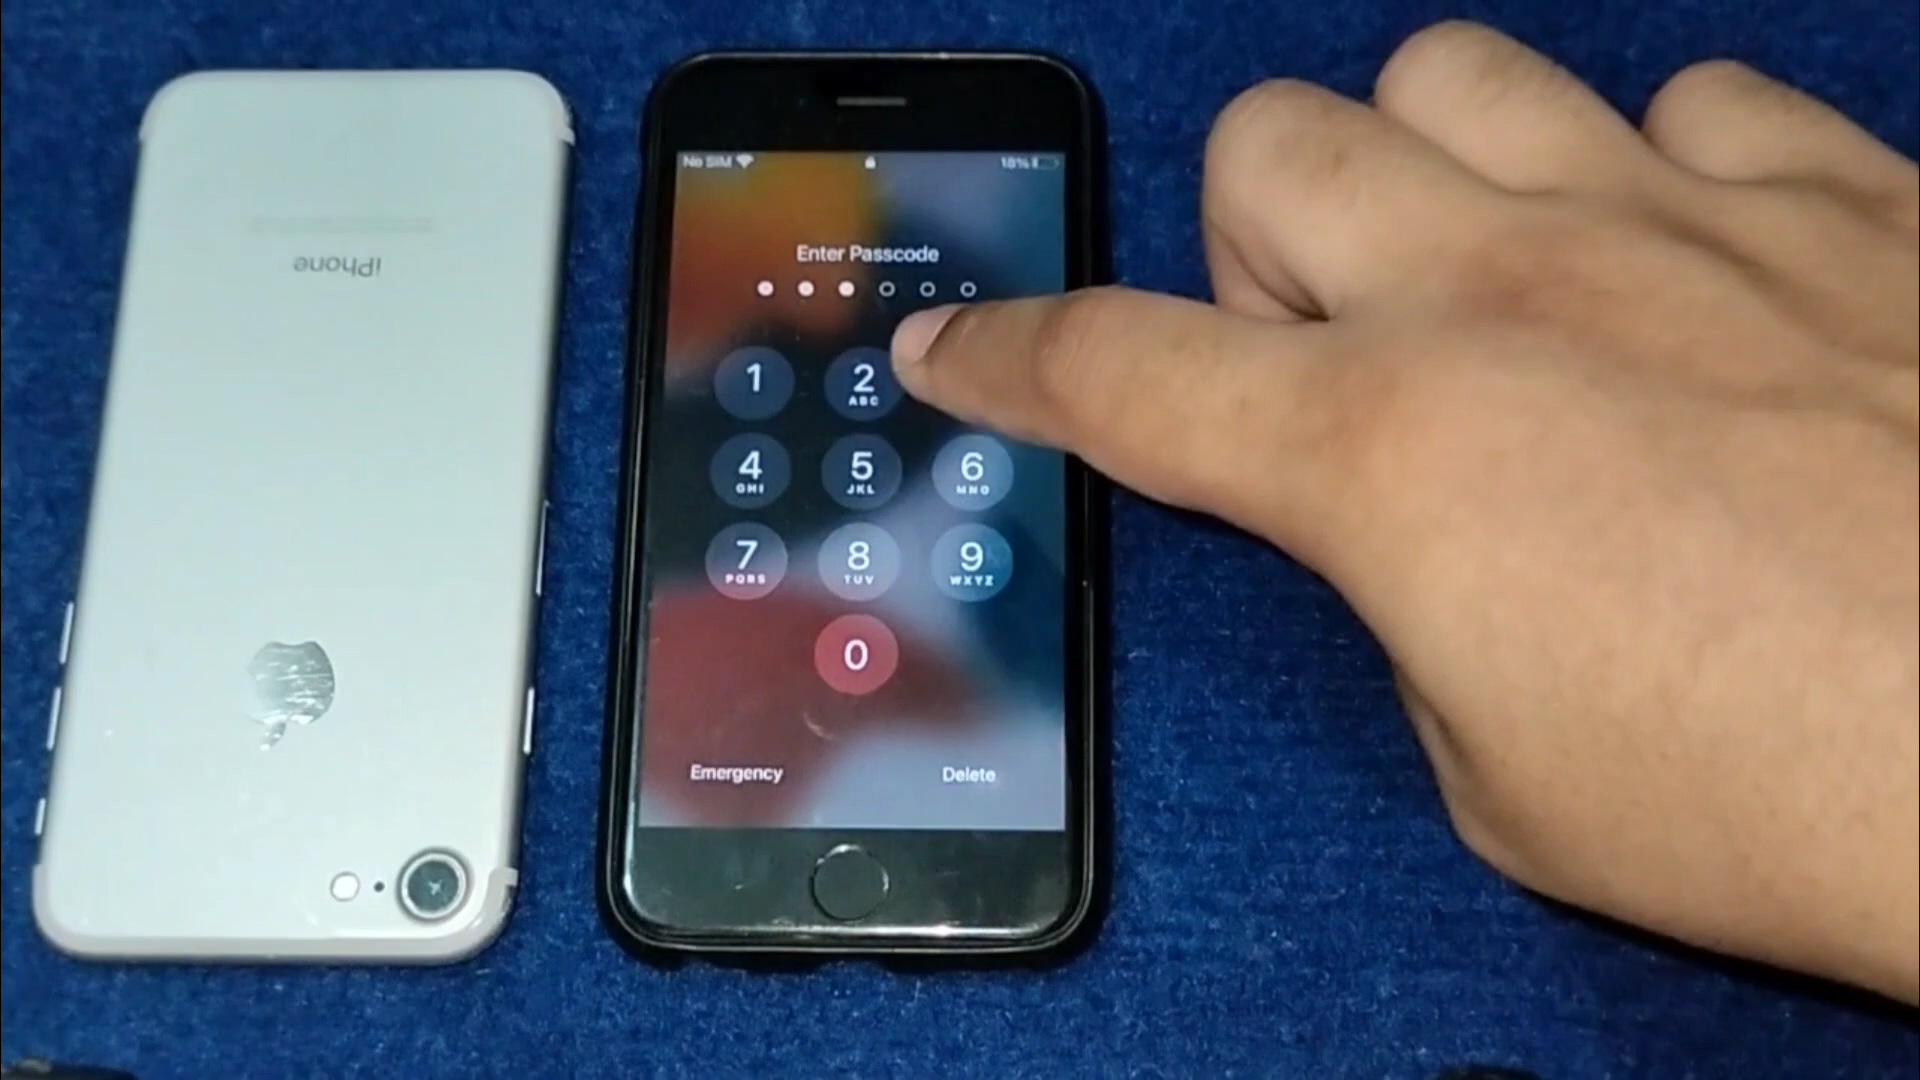 No SIM 18%
Enter Passcode
1 2
ABC
4 5 6
GHI JKL MNO
7 8 9
PQRS TUV WXYZ
0
Emergency Delete
iPhone